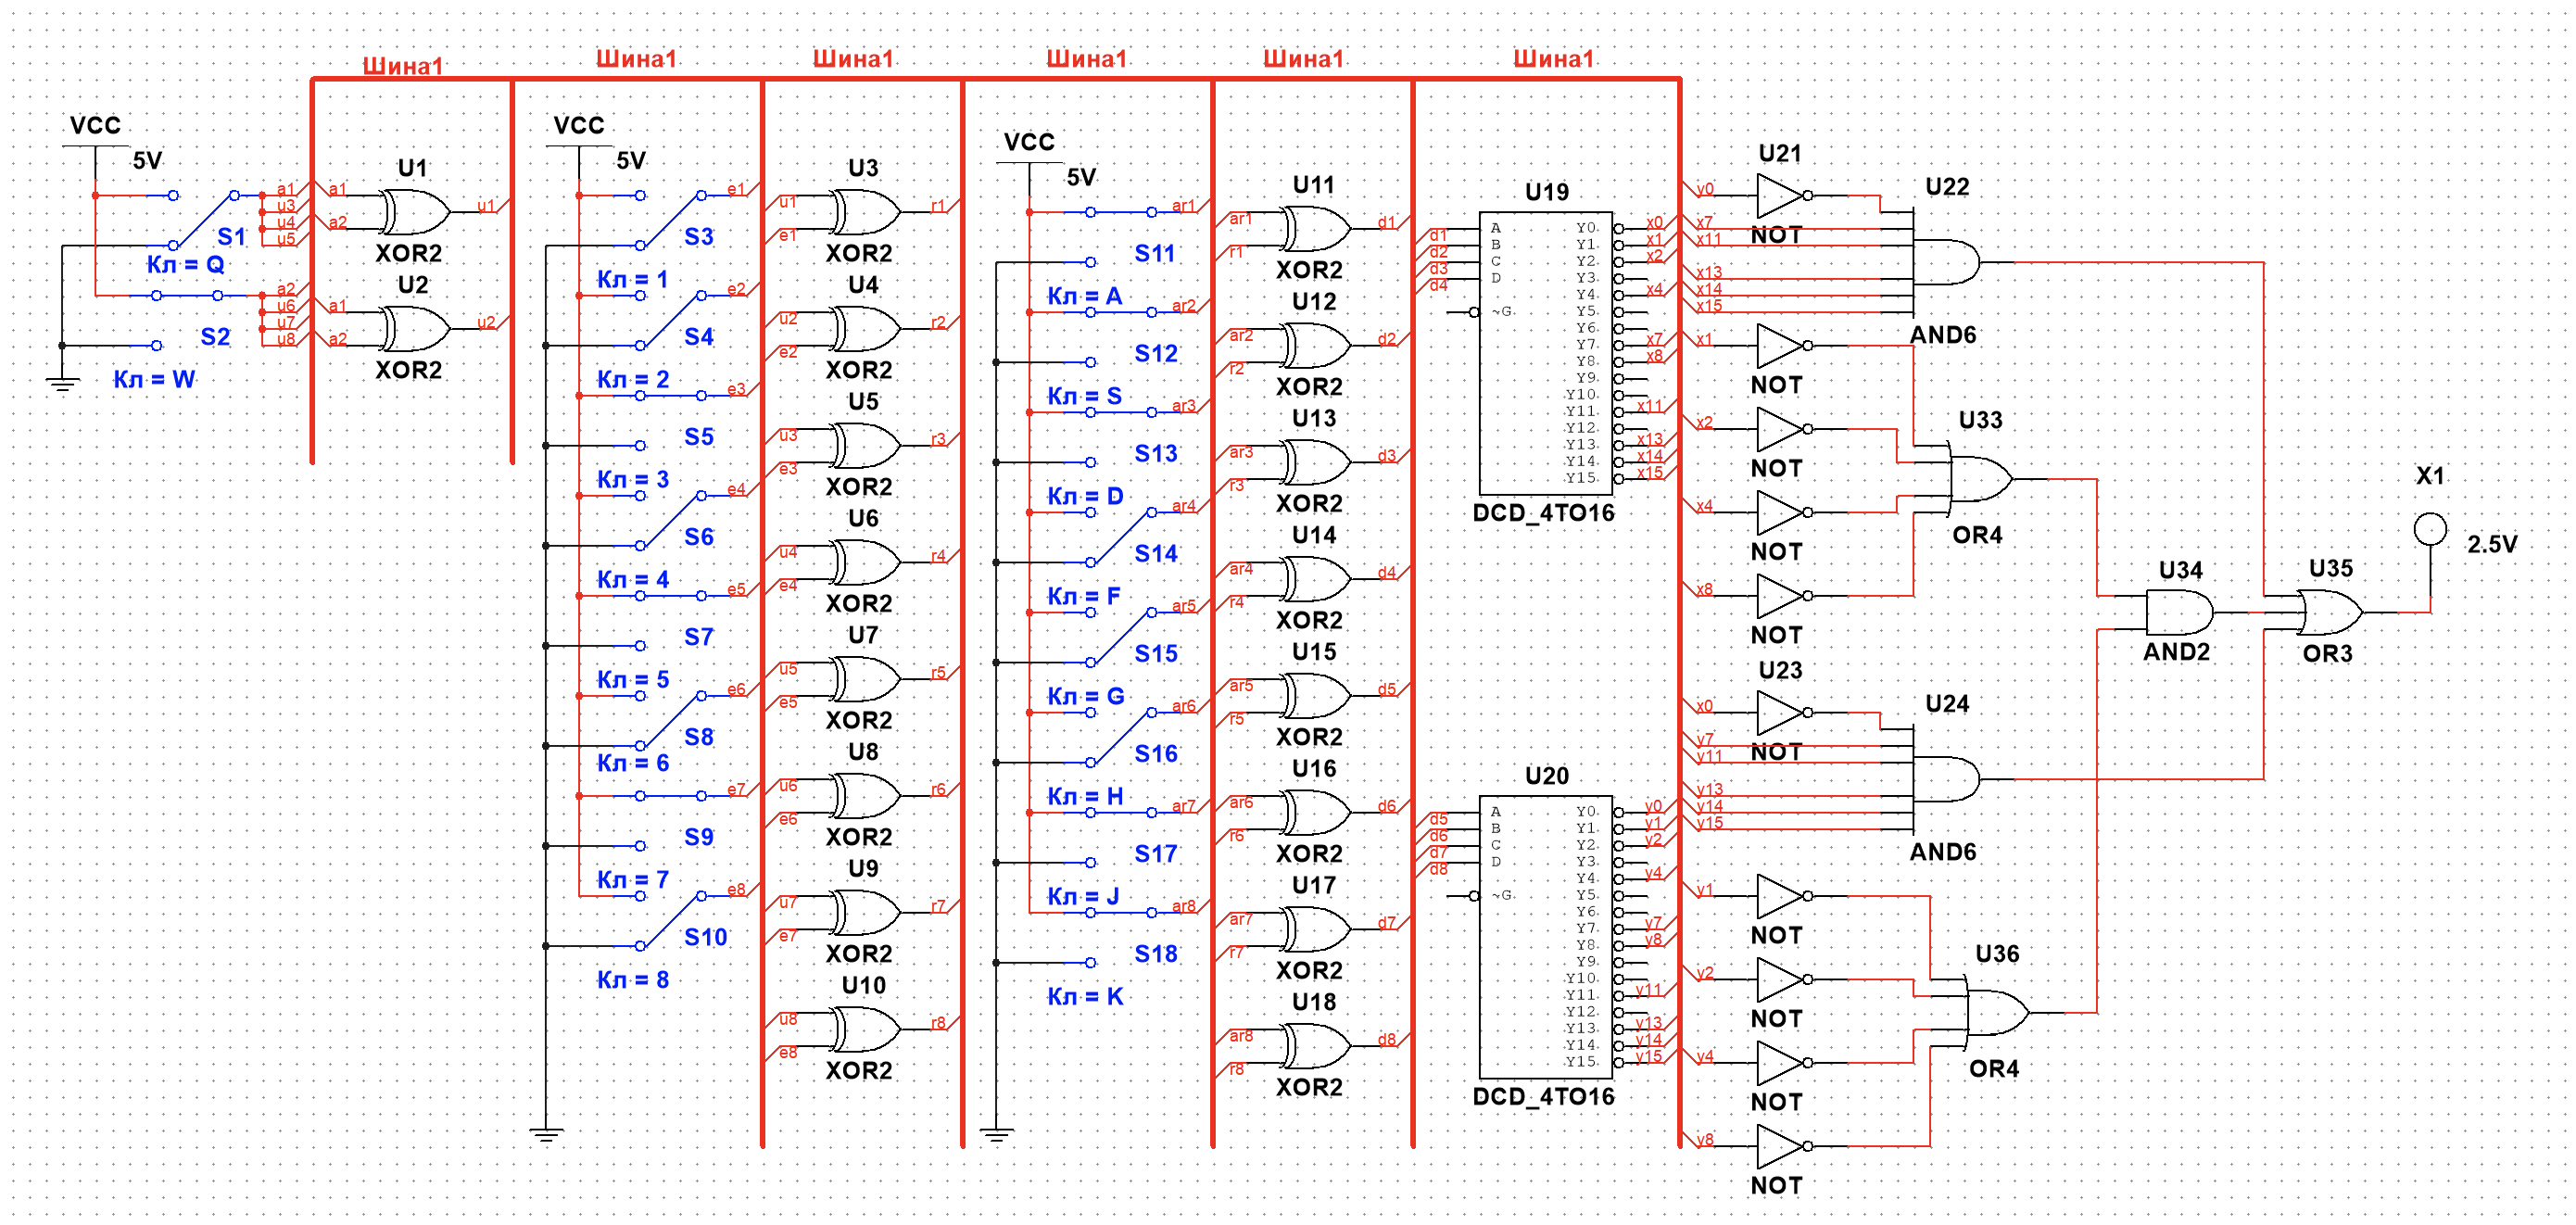 Шина1
Шина1
Шина1
Шина1
Шина1
Шина1
VCC
5V
S1
Кл = Q
S2
Кл = W
a1
u3
u4
u5
a2
u6
u7
u8
a1
a2
a1
a2
U1
XOR2
U2
XOR2
u1
u2
VCC
5V
S3
Кл = 1
S4
Кл = 2
S5
Кл = 3
S6
Кл = 4
S7
Кл = 5
S8
Кл = 6
S9
Кл = 7
S10
Кл = 8
e1
e2
e3
e4
e5
e6
e7
e8
u1
e1
u2
e2
u3
e3
u4
e4
u5
e5
u6
e6
u7
e7
u8
e8
U3
XOR2
U4
XOR2
U5
XOR2
U6
XOR2
U7
XOR2
U8
XOR2
U9
XOR2
U10
XOR2
r1
r2
r3
r4
r5
r6
r7
r8
VCC
5V
S11
Кл = A
S12
Кл = S
S13
Кл = D
S14
Кл = F
S15
Кл = G
S16
Кл = H
S17
Кл = J
S18
Кл = K
ar1
ar2
ar3
ar4
ar5
ar6
ar7
ar8
ar1
r1
ar2
r2
ar3
r3
ar4
r4
ar5
r5
ar6
r6
ar7
r7
ar8
r8
U11
XOR2
U12
XOR2
U13
XOR2
U14
XOR2
U15
XOR2
U16
XOR2
U17
XOR2
U18
XOR2
d1
d2
d3
d4
d5
d6
d7
d8
d1
d2
d3
d4
U19
A
B
C
D
~G
Y0
Y1
Y2
Y3
Y4
Y5
Y6
Y7
Y8
Y9
Y10
Y11
Y12
Y13
Y14
Y15
DCD_4TO16
x0
x1
x2
x4
x7
x8
x11
x13
x14
x15
d5
d6
d7
d8
U20
A
B
C
D
~G
Y0
Y1
Y2
Y3
Y4
Y5
Y6
Y7
Y8
Y9
Y10
Y11
Y12
Y13
Y14
Y15
DCD_4TO16
y0
y1
y2
y4
y7
y8
y11
y13
y14
y15
y0
x7
x11
x13
x14
x15
U21
NOT
U22
AND6
x1
NOT
x2
NOT
x4
NOT
x8
NOT
U33
OR4
x0
y7
y11
y13
y14
y15
U23
NOT
U24
AND6
y1
NOT
y2
NOT
y4
NOT
y8
NOT
U36
OR4
U34
AND2
U35
OR3
X1
2.5V